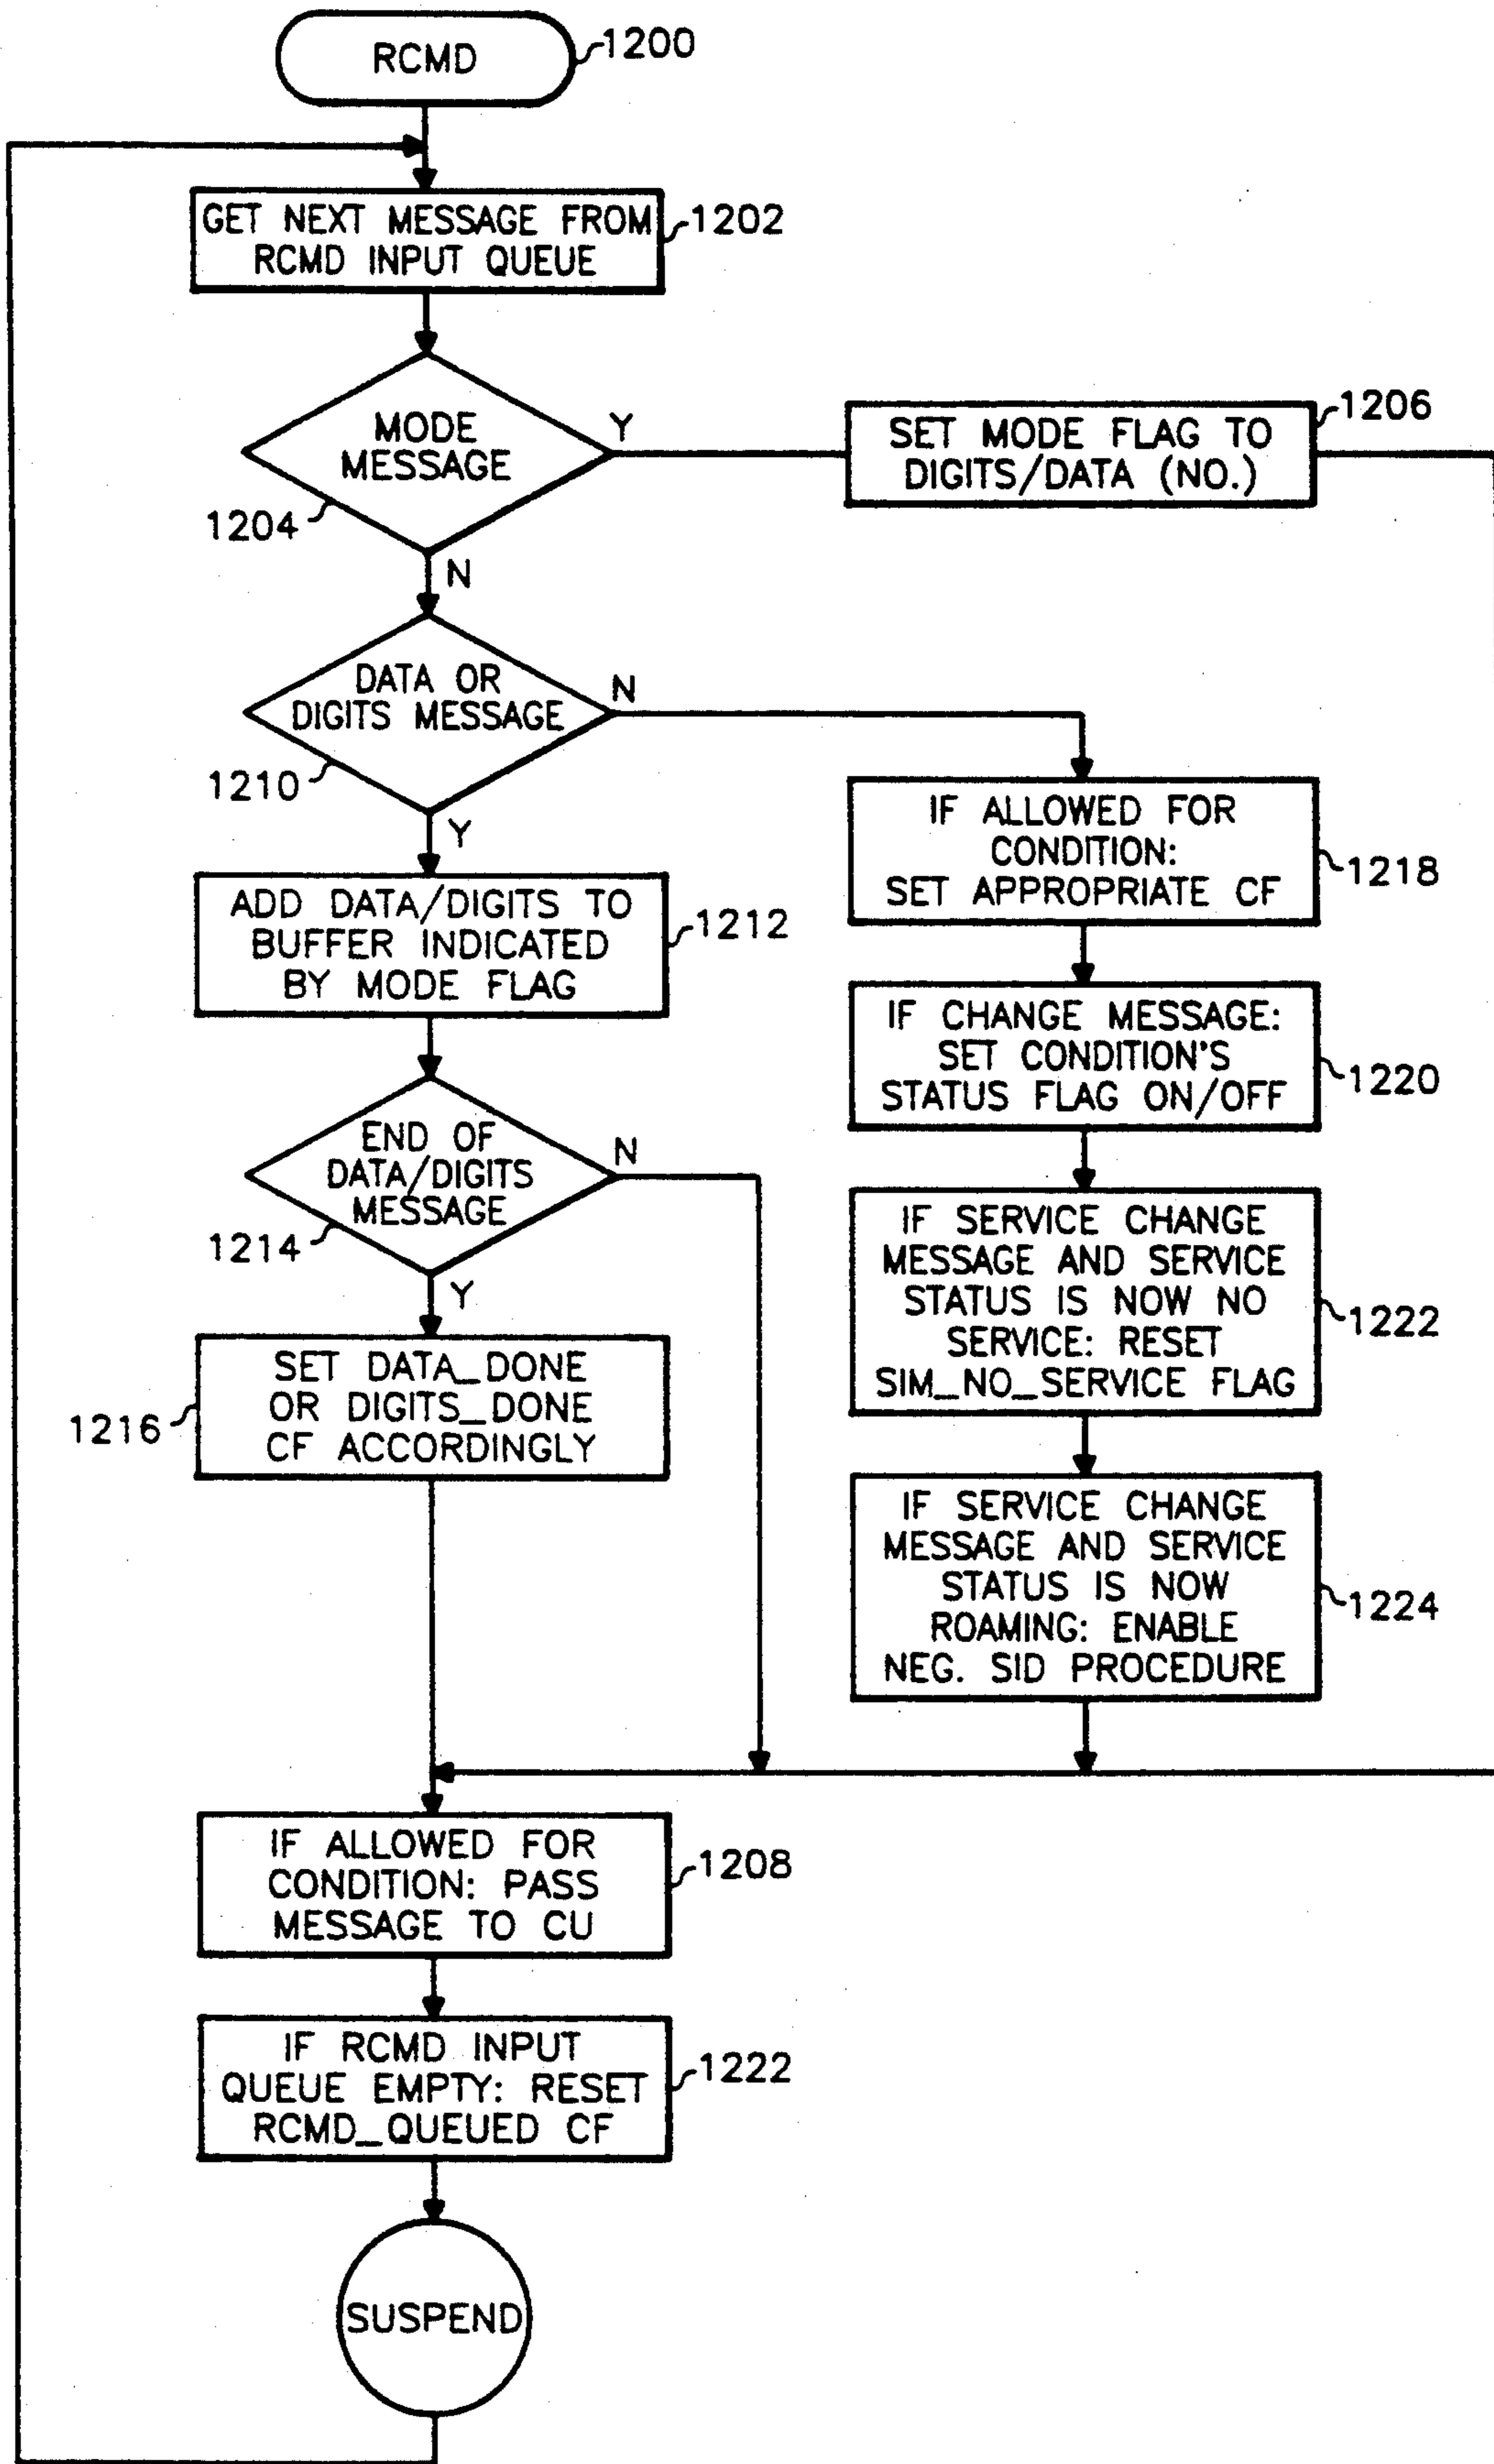 RCMD
1200
GET NEXT MESSAGE FROM
RCMD INPUT QUEUE
1202
MODE
MESSAGE
1204
Y
N
SET MODE FLAG TO
DIGITS/DATA (NO.)
1206
DATA OR
DIGITS MESSAGE
1210
N
Y
ADD DATA/DIGITS TO
BUFFER INDICATED
BY MODE FLAG
1212
END OF
DATA/DIGITS
MESSAGE
1214
N
Y
SET DATA_DONE
OR DIGITS_DONE
CF ACCORDINGLY
1216
IF ALLOWED FOR
CONDITION:
SET APPROPRIATE CF
1218
IF CHANGE MESSAGE:
SET CONDITION'S
STATUS FLAG ON/OFF
1220
IF SERVICE CHANGE
MESSAGE AND SERVICE
STATUS IS NOW NO
SERVICE: RESET
SIM_NO_SERVICE FLAG
1222
IF SERVICE CHANGE
MESSAGE AND SERVICE
STATUS IS NOW
ROAMING: ENABLE
NEG. SID PROCEDURE
1224
IF ALLOWED FOR
CONDITION: PASS
MESSAGE TO CU
1208
IF RCMD INPUT
QUEUE EMPTY: RESET
RCMD_QUEUED CF
1222
SUSPEND